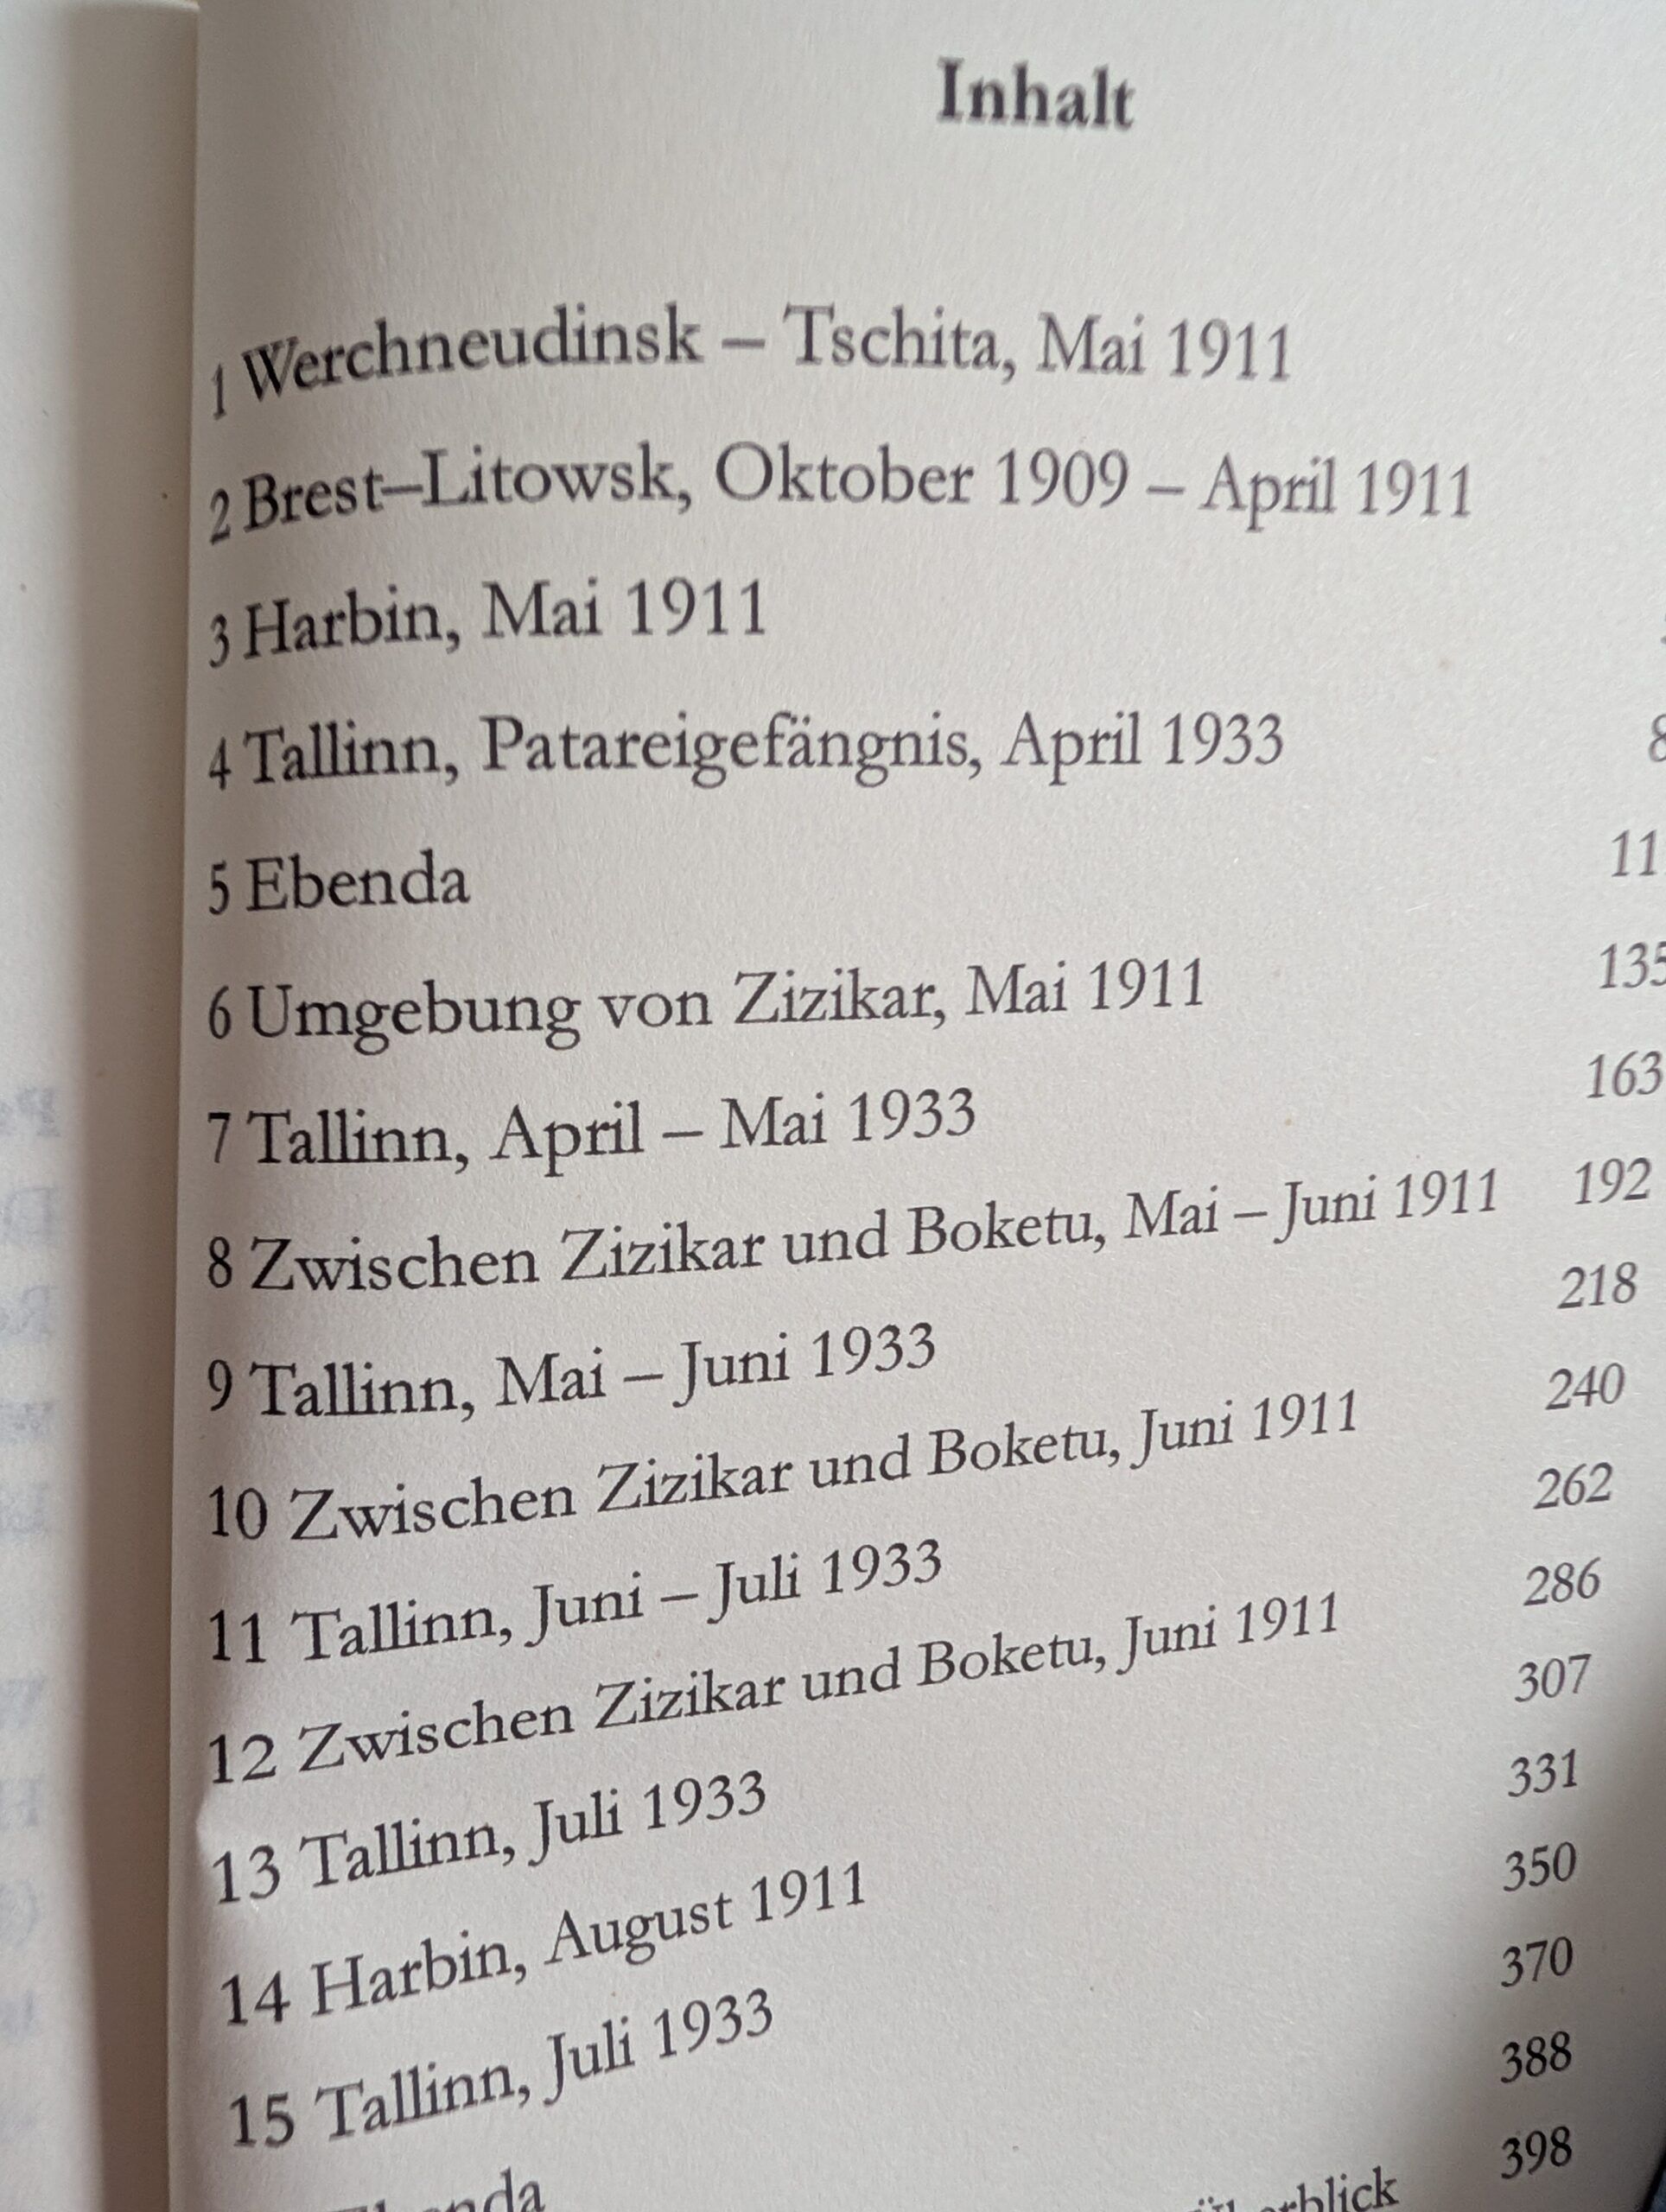 Inhalt
1 Werchneudinsk – Tschita, Mai 1911
2 Brest–Litowsk, Oktober 1909 – April 1911
3 Harbin, Mai 1911
4 Tallinn, Patareigefängnis, April 1933
5 Ebenda
6 Umgebung von Zizikar, Mai 1911 135
7 Tallinn, April – Mai 1933 163
8 Zwischen Zizikar und Boketu, Mai – Juni 1911 192
9 Tallinn, Mai – Juni 1933 218
10 Zwischen Zizikar und Boketu, Juni 1911 240
11 Tallinn, Juni – Juli 1933 262
12 Zwischen Zizikar und Boketu, Juni 1911 286
13 Tallinn, Juli 1933 307
14 Harbin, August 1911 331
15 Tallinn, Juli 1933 350
Ebenda 370
388
398